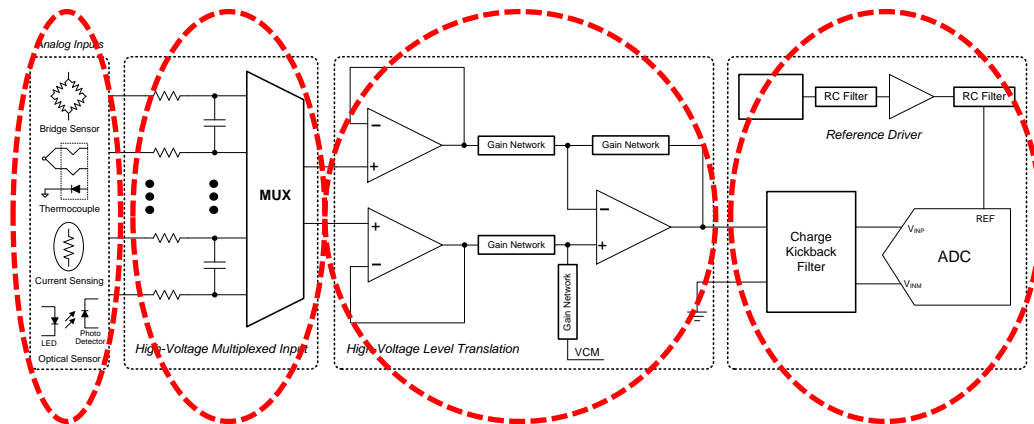 Analog Inputs
Bridge Sensor
Thermocouple
Current Sensing
LED
Photo
Detector
Optical Sensor
MUX
High-Voltage Multiplexed Input
Gain Network
Gain Network
Gain Network
Gain Network
VCM
High-Voltage Level Translation
RC Filter
RC Filter
Reference Driver
Charge
Kickback
Filter
REF
VINP
ADC
VINM